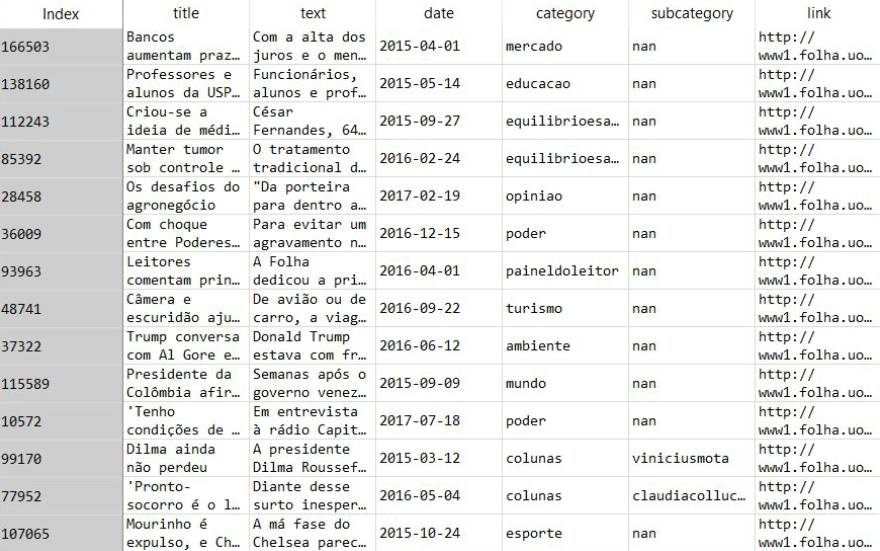 Index title text date category subcategory link
166503 Bancos aumentam praz… Com a alta dos juros e o men… 2015-04-01 mercado nan http://www1.folha.uo…
138160 Professores e alunos da USP… Funcionários, alunos e prof… 2015-05-14 educacao nan http://www1.folha.uo…
112243 Criou-se a ideia de médi… César Fernandes, 64… 2015-09-27 equilibrioesa… nan http://www1.folha.uo…
85392 Manter tumor sob controle … O tratamento tradicional d… 2016-02-24 equilibrioesa… nan http://www1.folha.uo…
28458 Os desafios do agronegócio "Da porteira para dentro a… 2017-02-19 opiniao nan http://www1.folha.uo…
36009 Com choque entre Poderes… Para evitar um agravamento n… 2016-12-15 poder nan http://www1.folha.uo…
93963 Leitores comentam prin… A Folha dedicou a pri… 2016-04-01 paineldoleitor nan http://www1.folha.uo…
48741 Câmera e escuridão aju… De avião ou de carro, a viag… 2016-09-22 turismo nan http://www1.folha.uo…
37322 Trump conversa com Al Gore e… Donald Trump estava com fr… 2016-06-12 ambiente nan http://www1.folha.uo…
115589 Presidente da Colômbia afir… Semanas após o governo venez… 2015-09-09 mundo nan http://www1.folha.uo…
10572 'Tenho condições de … Em entrevista à rádio Capit… 2017-07-18 poder nan http://www1.folha.uo…
99170 Dilma ainda não perdeu A presidente Dilma Roussef… 2015-03-12 colunas viniciusmota http://www1.folha.uo…
77952 'Pronto-socorro é o l… Diante desse surto inesper… 2016-05-04 colunas claudiacolluc… http://www1.folha.uo…
107065 Mourinho é expulso, e Ch… A má fase do Chelsea parec… 2015-10-24 esporte nan http://www1.folha.uo…